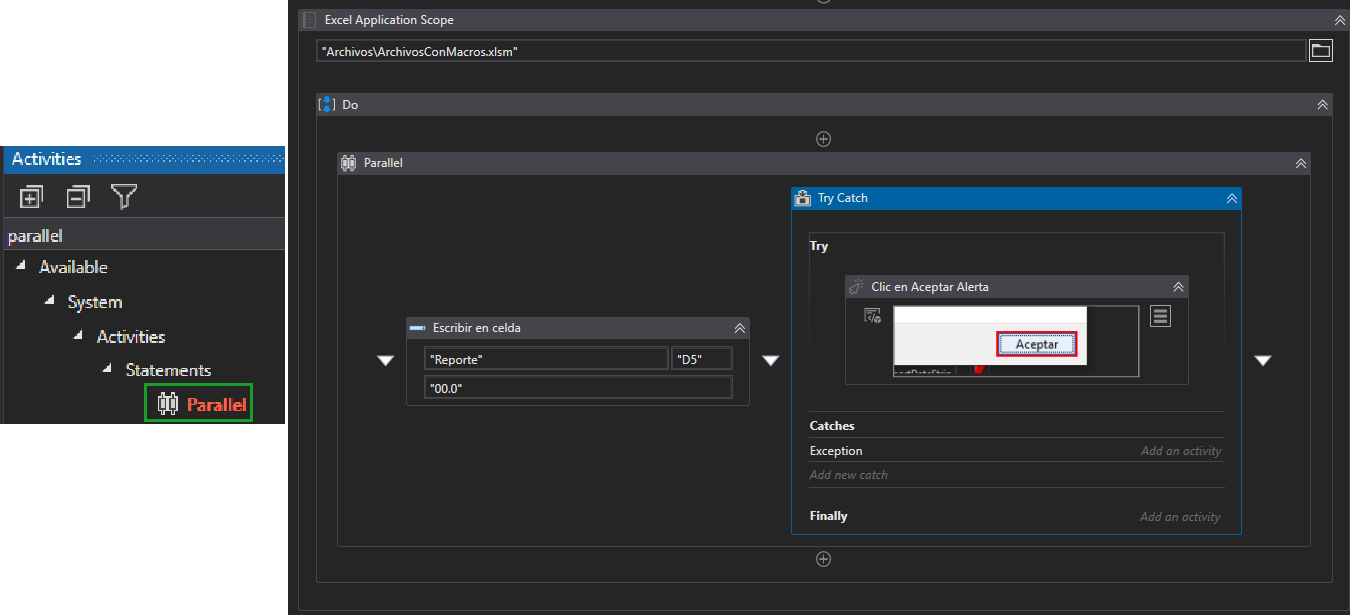 Activities
parallel
Available
System
Activities
Statements
Parallel
Excel Application Scope
"Archivos\ArchivosConMacros.xlsm"
Do
Parallel
Try Catch
Try
Clic en Aceptar Alerta
Aceptar
Escribir en celda
"Reporte"
"D5"
"00.0"
Catches
Exception
Add an activity
Add new catch
Finally
Add an activity